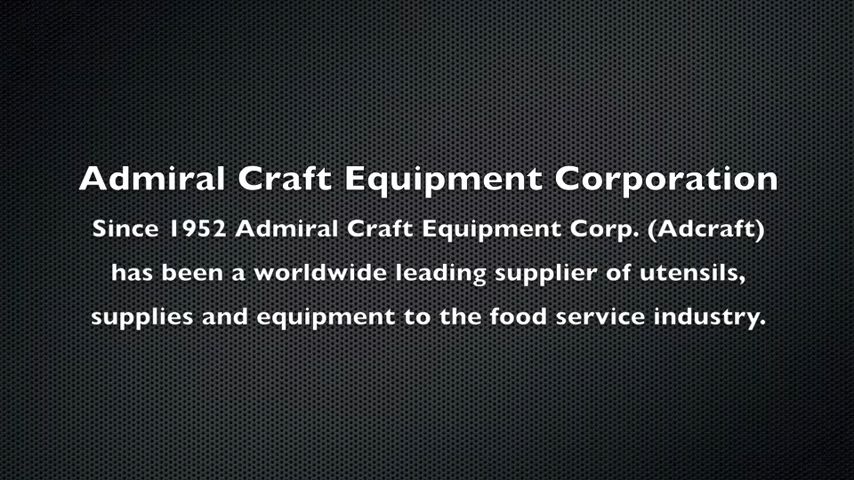 Admiral Craft Equipment Corporation
Since 1952 Admiral Craft Equipment Corp. (Adcraft)
has been a worldwide leading supplier of utensils,
supplies and equipment to the food service industry.